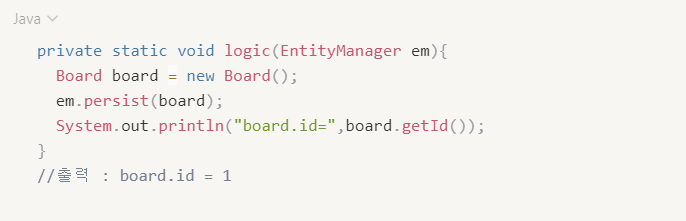 Java
private static void logic(EntityManager em){
Board board = new Board();
em.persist(board);
System.out.println("board.id=",board.getId());
}
//출력 : board.id = 1